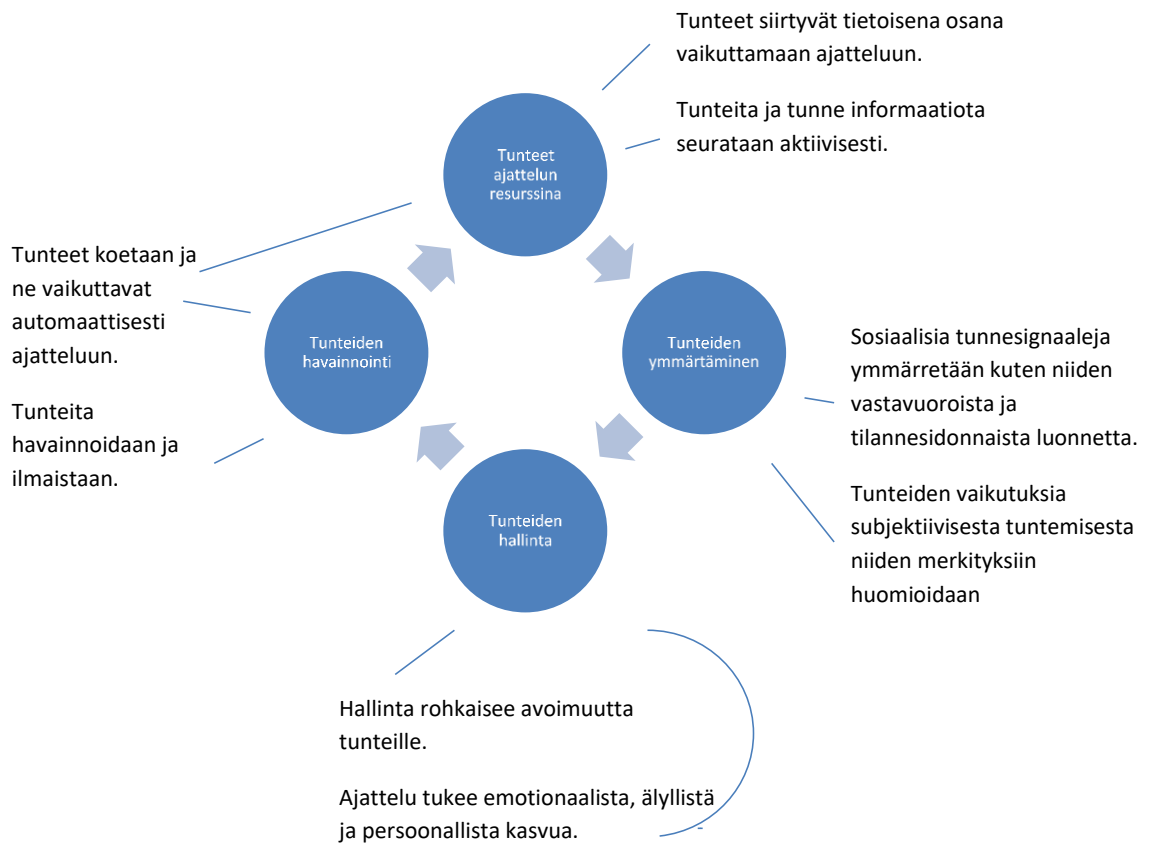 Tunteet siirtyvät tietoisena osana
vaikuttamaan ajatteluun.
Tunteita ja tunne informaatiota
seurataan aktiivisesti.
Tunteet
ajattelun
resurssina
Tunteet koetaan ja
ne vaikuttavat
automaattisesti
ajatteluun.
Tunteita
havainnoidaan ja
ilmaistaan.
Tunteiden
havainnointi
Tunteiden
ymmärtäminen
Sosiaalisia tunnesignaaleja
ymmärretään kuten niiden
vastavuoroista ja
tilannesidonnaista luonnetta.
Tunteiden vaikutuksia
subjektiivisesta tuntemisesta
niiden merkityksiin
huomioidaan
Tunteiden
hallinta
Hallinta rohkaisee avoimuutta
tunteille.
Ajattelu tukee emotionaalista, älyllistä
ja persoonallista kasvua.